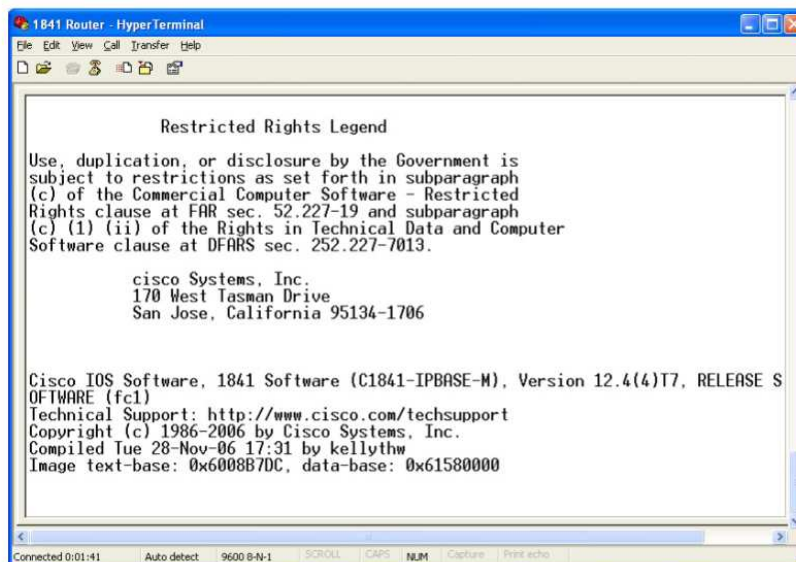 1841 Router - HyperTerminal
File Edit View Call Transfer Help
Restricted Rights Legend
Use, duplication, or disclosure by the Government is
subject to restrictions as set forth in subparagraph
(c) of the Commercial Computer Software - Restricted
Rights clause at FAR sec. 52.227-19 and subparagraph
(c) (1) (ii) of the Rights in Technical Data and Computer
Software clause at DFARS sec. 252.227-7013.
cisco Systems, Inc.
170 West Tasman Drive
San Jose, California 95134-1706
Cisco IOS Software, 1841 Software (C1841-IPBASE-M), Version 12.4(4)T7, RELEASE S
OFTWARE (fc1)
Technical Support: http://www.cisco.com/techsupport
Copyright (c) 1986-2006 by Cisco Systems, Inc.
Compiled Tue 28-Nov-06 17:31 by kellythw
Image text-base: 0x6008B7DC, data-base: 0x61580000
Connected 0:01:41 Auto detect 9600 8-N-1 SCROLL CAPS NUM Capture Print echo